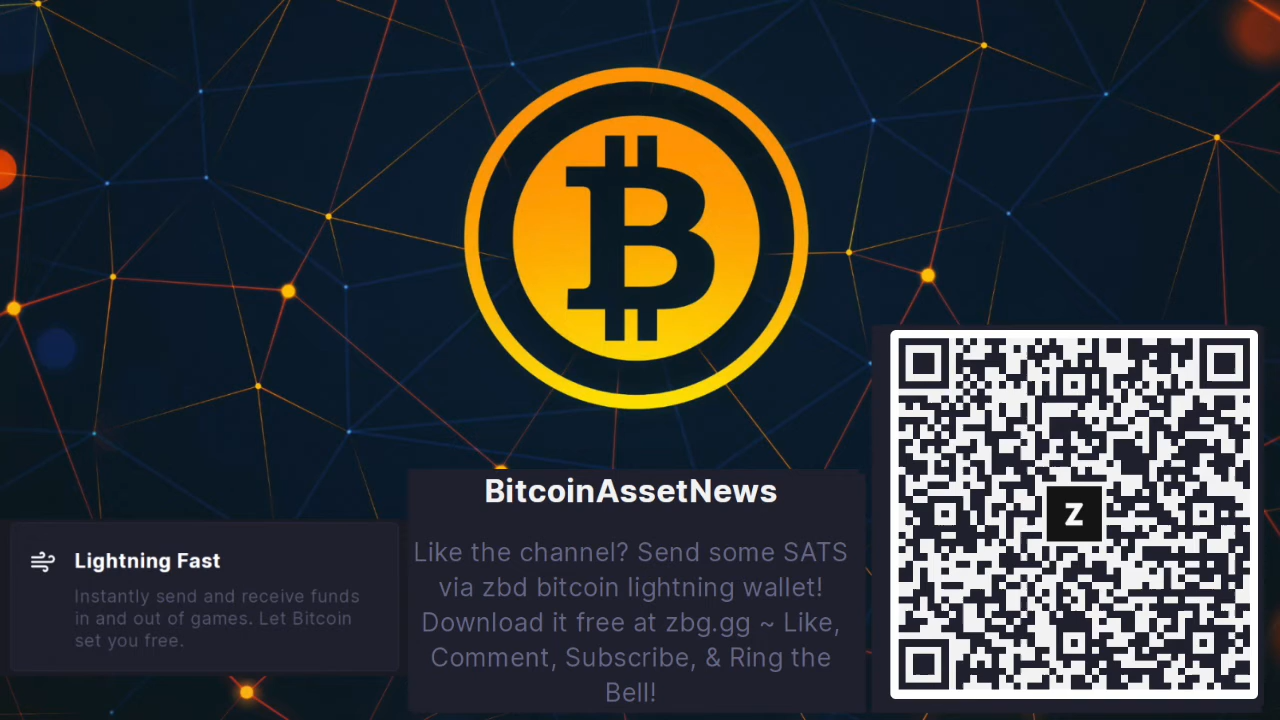 BitcoinAssetNews
Like the channel? Send some SATS
via zbd bitcoin lightning wallet!
Download it free at zbg.gg ~ Like,
Comment, Subscribe, & Ring the
Bell!
Lightning Fast
Instantly send and receive funds
in and out of games. Let Bitcoin
set you free.
Z